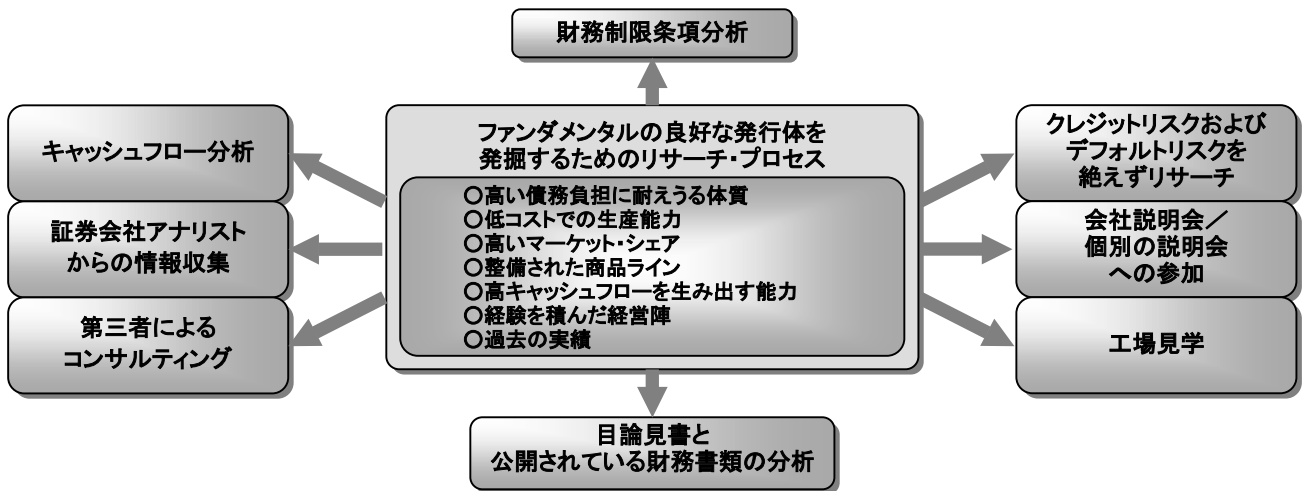 財務制限条項分析
キャッシュフロー分析
証券会社アナリスト
からの情報収集
第三者による
コンサルティング
ファンダメンタルの良好な発行体を
発掘するためのリサーチ・プロセス
○高い債務負担に耐えうる体質
○低コストでの生産能力
○高いマーケット・シェア
○整備された商品ライン
○高キャッシュフローを生み出す能力
○経験を積んだ経営陣
○過去の実績
クレジットリスクおよび
デフォルトリスクを
絶えずリサーチ
会社説明会／
個別の説明会
への参加
工場見学
目論見書と
公開されている財務書類の分析